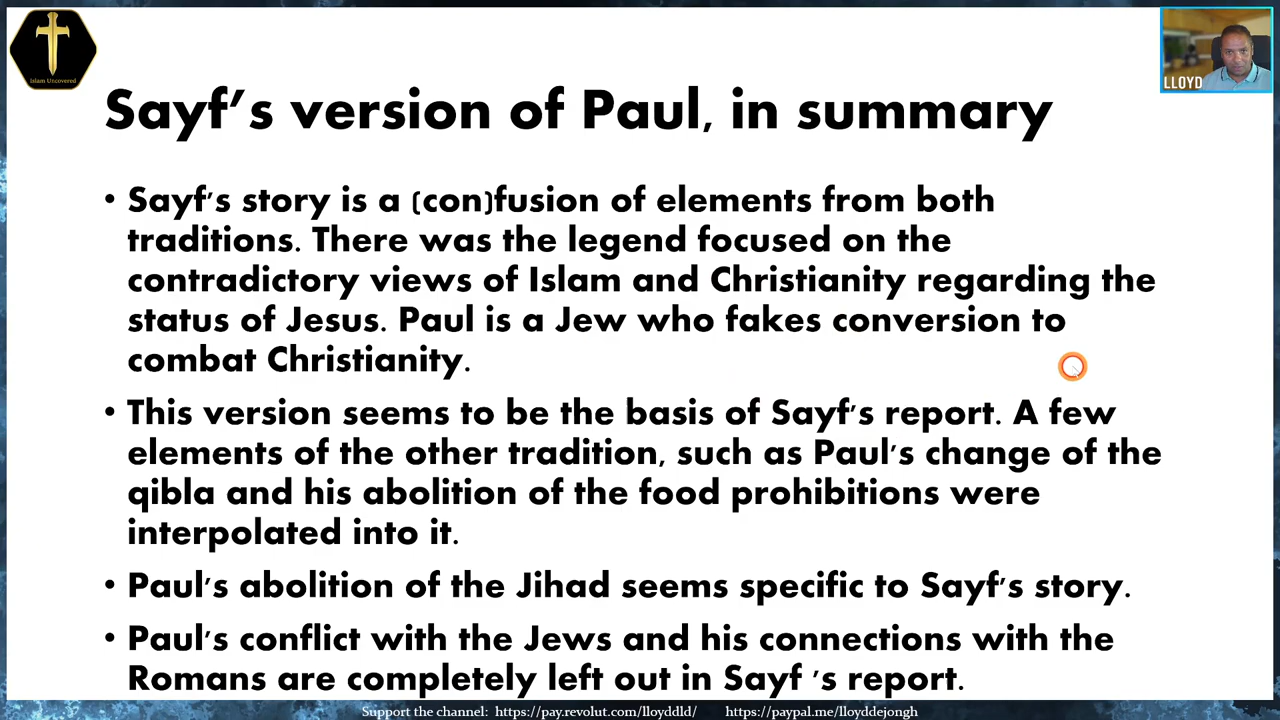 Islam Uncovered
LLOYD
Sayf’s version of Paul, in summary
• Sayf’s story is a (con)fusion of elements from both
traditions. There was the legend focused on the
contradictory views of Islam and Christianity regarding the
status of Jesus. Paul is a Jew who fakes conversion to
combat Christianity.
• This version seems to be the basis of Sayf’s report. A few
elements of the other tradition, such as Paul’s change of the
qibla and his abolition of the food prohibitions were
interpolated into it.
• Paul’s abolition of the Jihad seems specific to Sayf’s story.
• Paul’s conflict with the Jews and his connections with the
Romans are completely left out in Sayf ’s report.
Support the channel: https://pay.revolut.com/lloyddld/ https://paypal.me/lloyddejongh